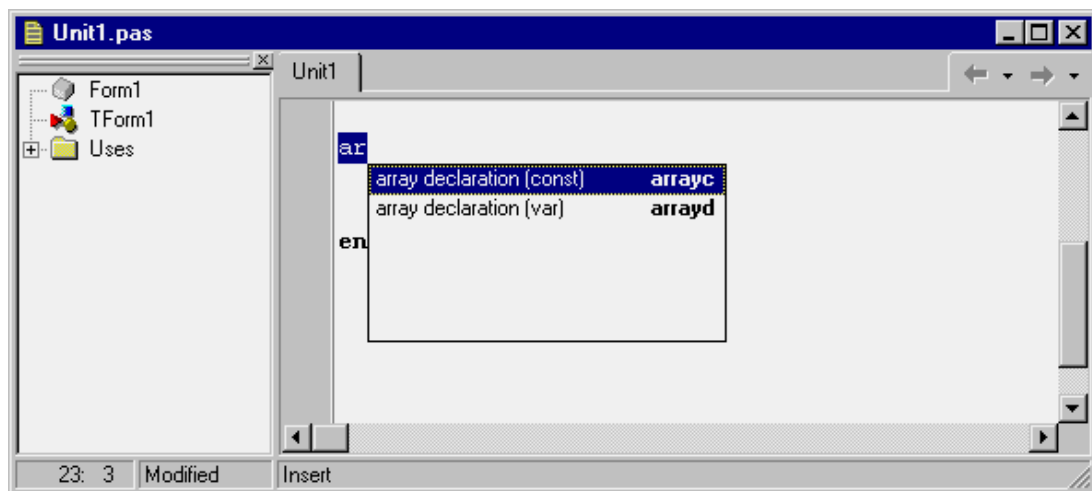 Unit1.pas
Form1
TForm1
Uses
Unit1
ar
array declaration (const) arrayc
array declaration (var) arrayd
en
23: 3 Modified Insert